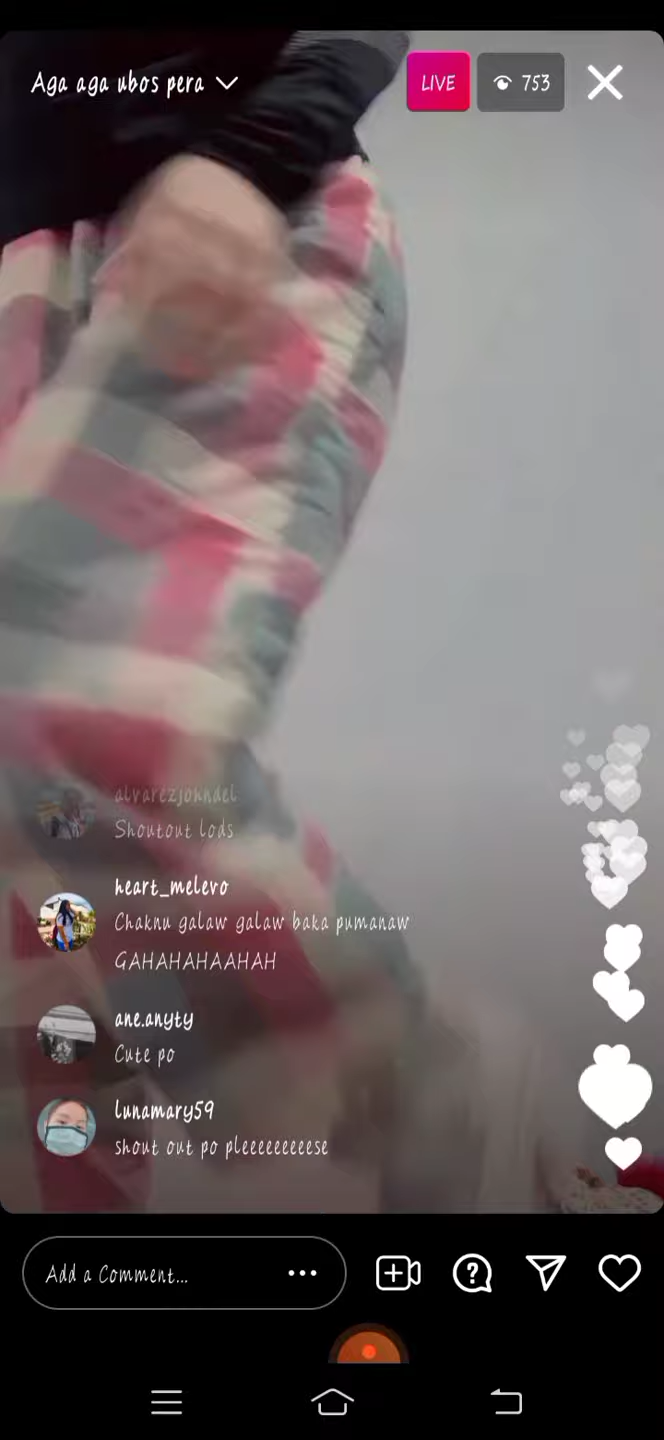 Aga aga ubos pera
LIVE
753
alvarezjohndel
Shoutout lods
heart_melevo
Chaknu galaw galaw baka pumanaw
GAHAHAHAAHAH
ane.anyty
Cute po
lunamary59
shout out po pleeeeeeeeese
Add a Comment...